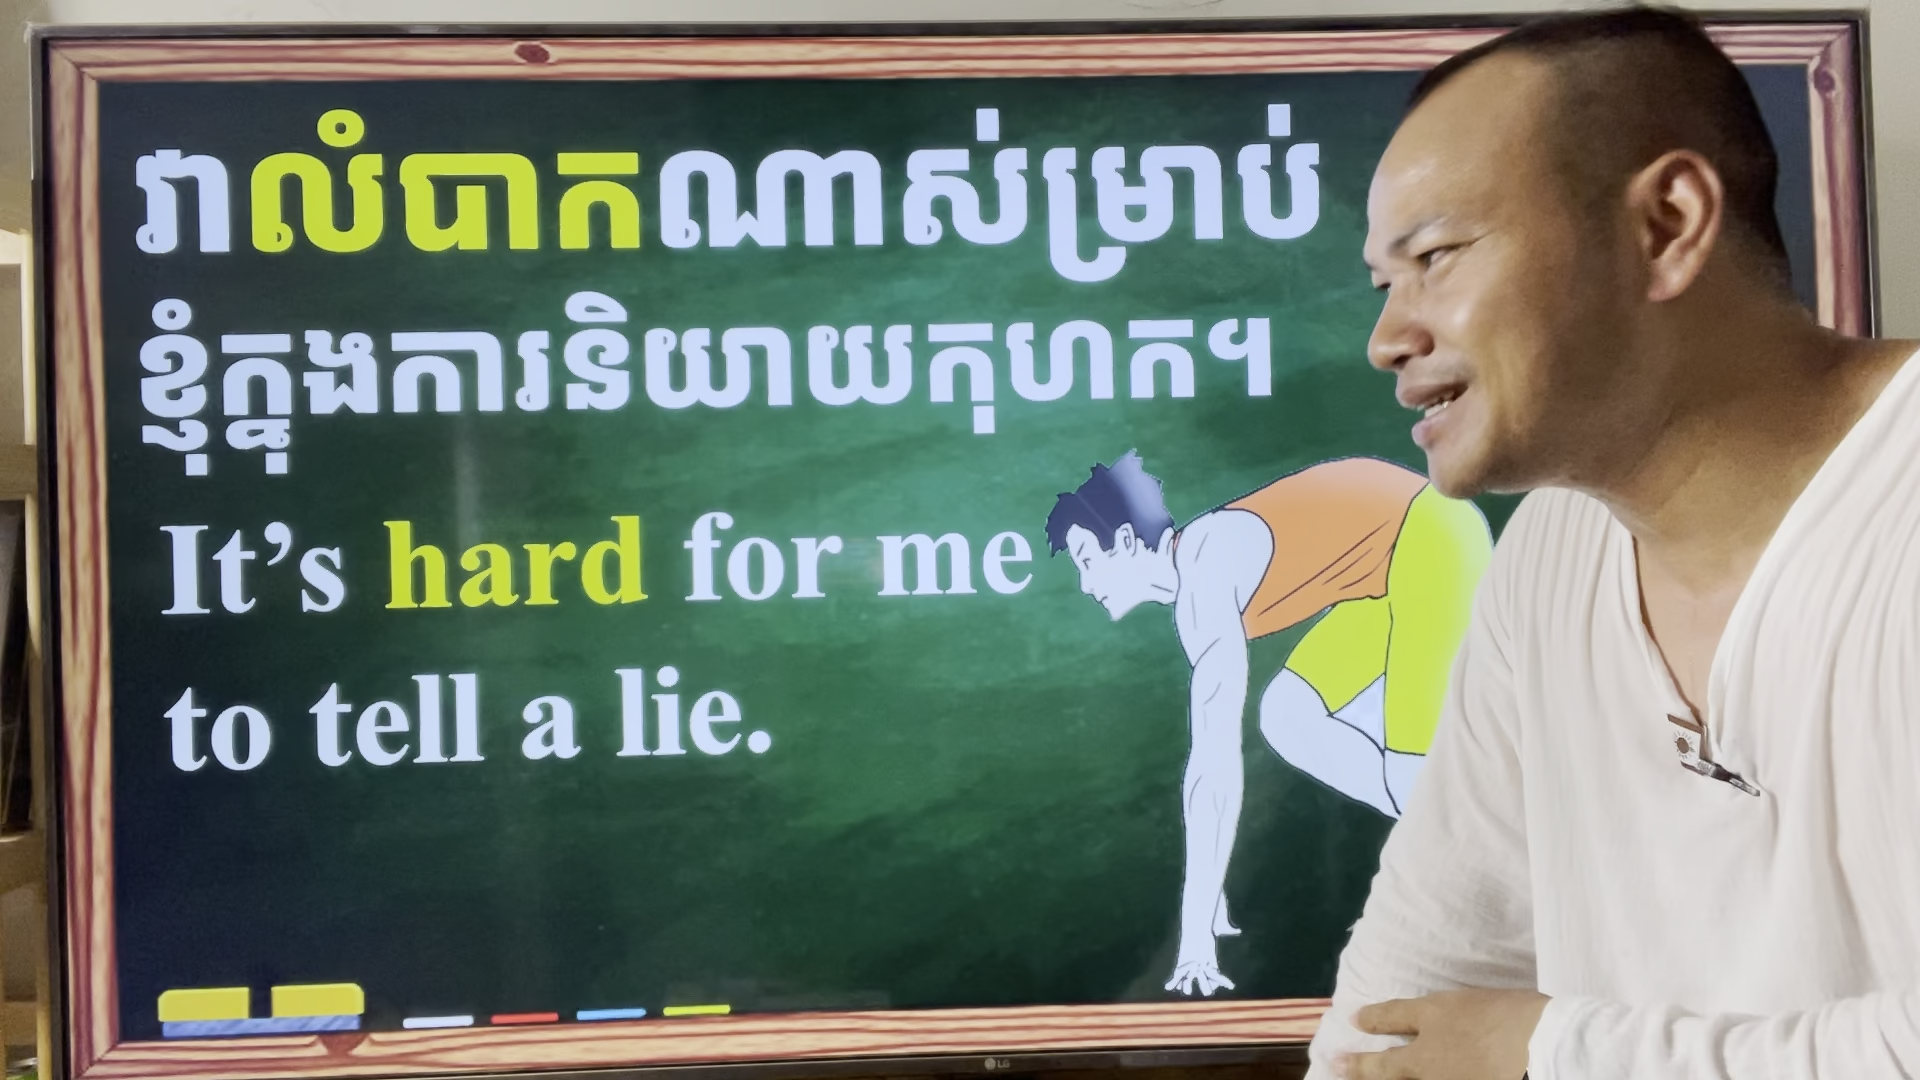 វាលំបាកណាស់ម្រាប់
ខ្ញុំក្នុងការនិយាយកុហក។
It’s hard for me
to tell a lie.
LG